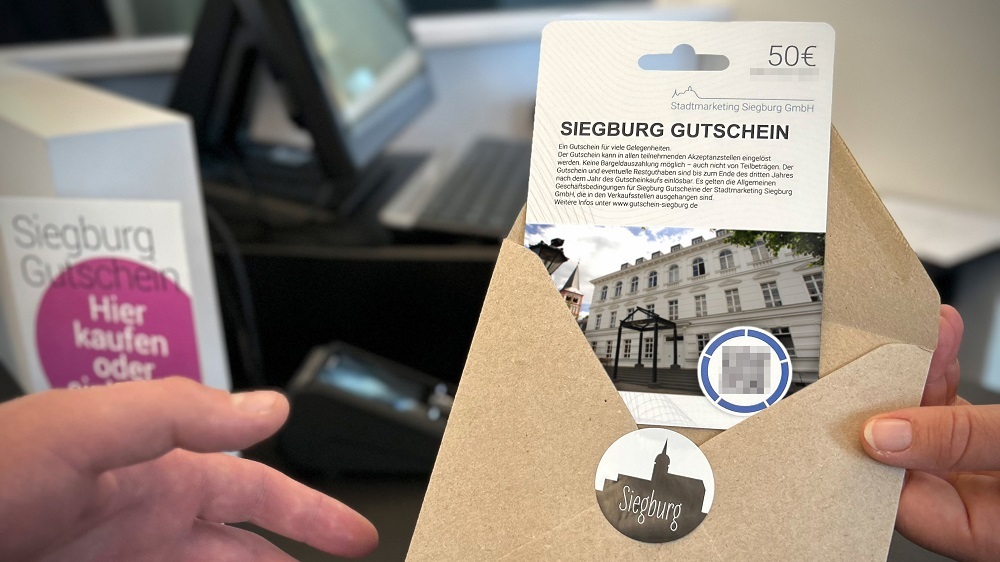 50€
Stadtmarketing Siegburg GmbH
SIEGBURG GUTSCHEIN
Ein Gutschein für viele Gelegenheiten.
Der Gutschein kann in allen teilnehmenden Akzeptanzstellen eingelöst
werden. Keine Bargeldauszahlung möglich – auch nicht von Teilbeträgen. Der
Gutschein und eventuelle Restguthaben sind bis zum Ende des dritten Jahres
nach dem Jahr des Gutscheinkaufs einlösbar. Es gelten die Allgemeinen
Geschäftsbedingungen für Siegburg Gutscheine der Stadtmarketing Siegburg
GmbH, die in den Verkaufsstellen ausgehangen sind.
Weitere Infos unter www.gutschein-siegburg.de
Siegburg
Siegburg
Gutschein
Hier
kaufen
oder